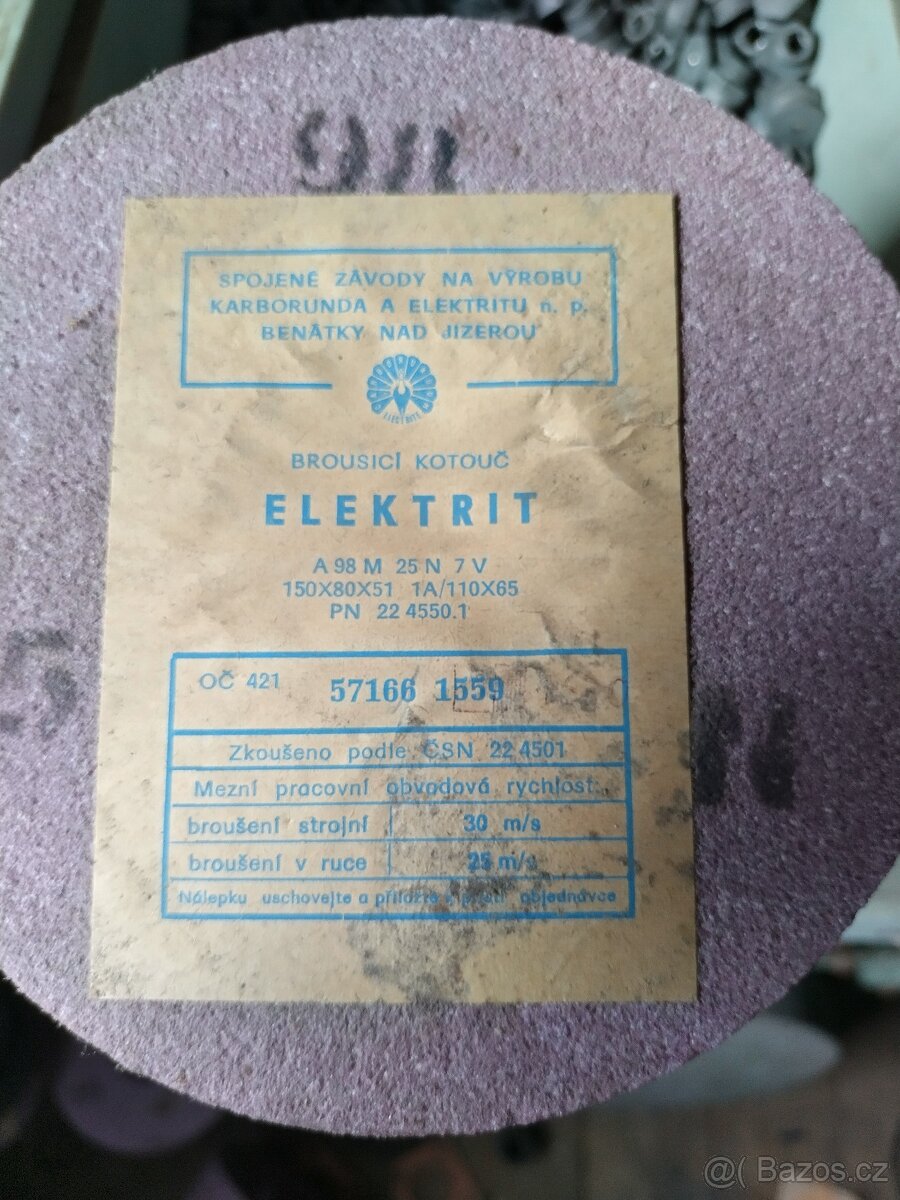 SPOJENÉ ZÁVODY NA VÝROBU
KARBORUNDA A ELEKTRITU n. p.
BENÁTKY NAD JIZEROU
CARBORUNDUM
ELECTRITE
BROUSICÍ KOTOUČ
ELEKTRIT
A 98 M 25 N 7 V
150X80X51 1A/110X65
PN 22 4550.1
OČ 421 57166 1559
Zkoušeno podle ČSN 22 4501
Mezní pracovní obvodová rychlost:
broušení strojní 30 m/s
broušení v ruce 25 m/s
Nálepku uschovejte a přiložte k příští objednávce
@( Bazos.cz